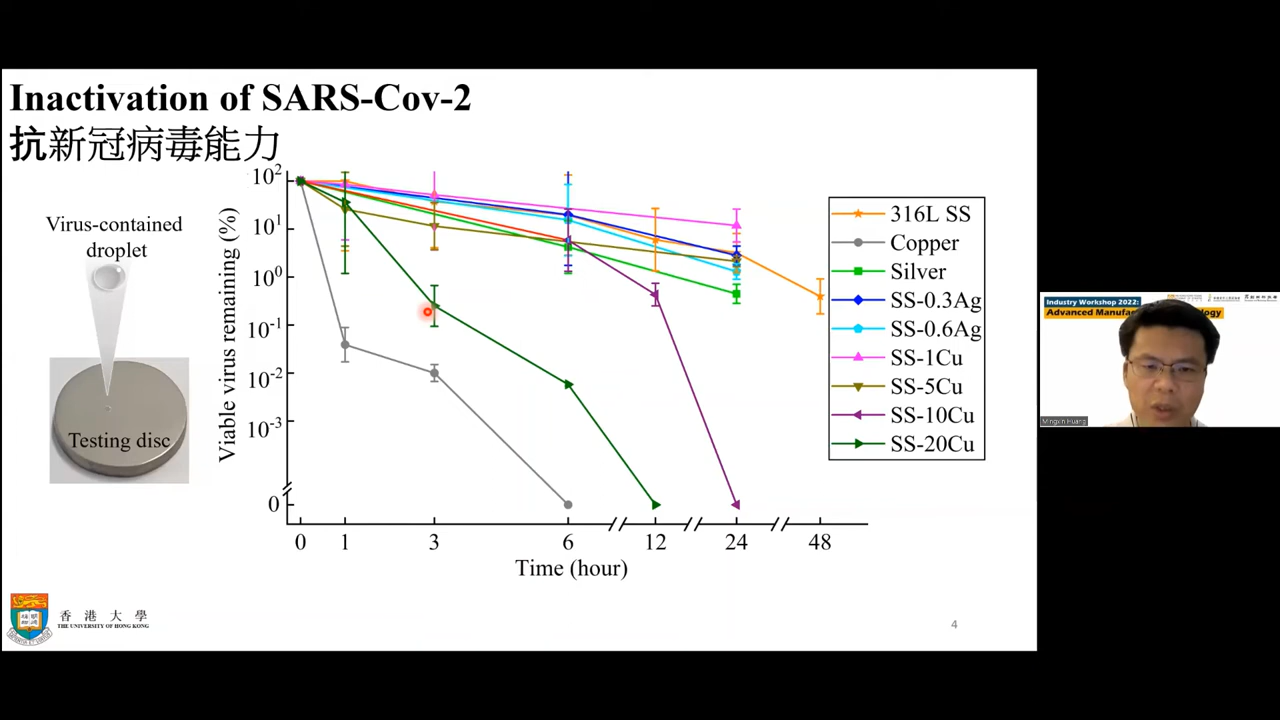 Inactivation of SARS-Cov-2
抗新冠病毒能力
Virus-contained
droplet
Testing disc
Viable virus remaining (%)
10²
10¹
10⁰
10⁻¹
10⁻²
10⁻³
0
0 1 3 6 12 24 48
Time (hour)
316L SS
Copper
Silver
SS-0.3Ag
SS-0.6Ag
SS-1Cu
SS-5Cu
SS-10Cu
SS-20Cu
香港大學
THE UNIVERSITY OF HONG KONG
4
Industry Workshop 2022:
Advanced Manufac
Mingxin Huang